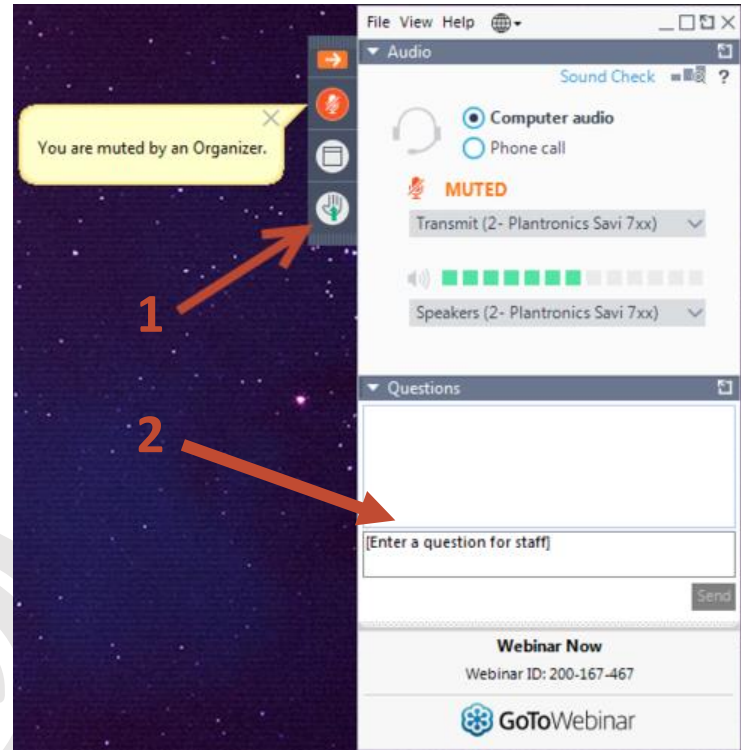 File View Help
Audio
Sound Check ?
Computer audio
Phone call
You are muted by an Organizer.
MUTED
Transmit (2- Plantronics Savi 7xx)
1
Speakers (2- Plantronics Savi 7xx)
Questions
2
[Enter a question for staff]
Send
Webinar Now
Webinar ID: 200-167-467
GoToWebinar